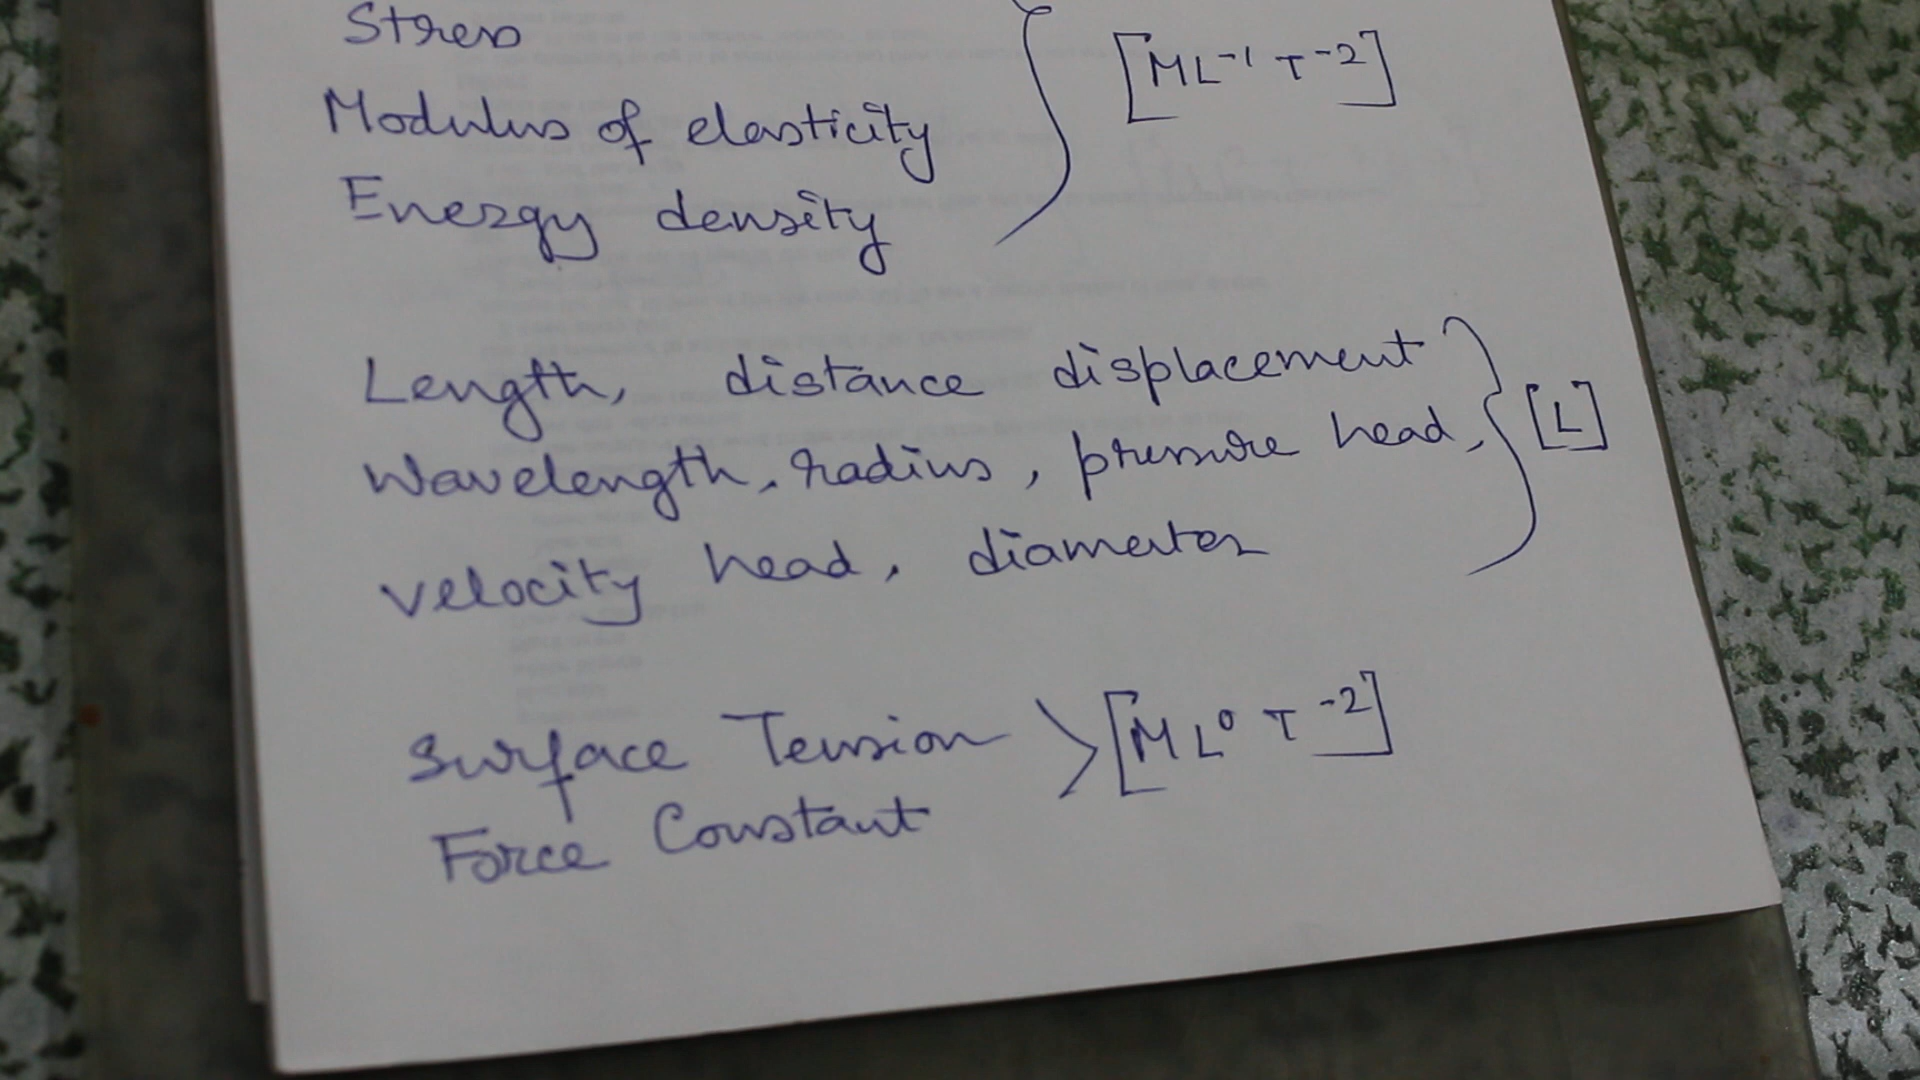 Stress
Modulus of elasticity
Energy density
[M L⁻¹ T⁻²]
Length, distance displacement
Wavelength, radius, pressure head,
velocity head, diameter
[L]
Surface Tension
Force Constant
[M L⁰ T⁻²]